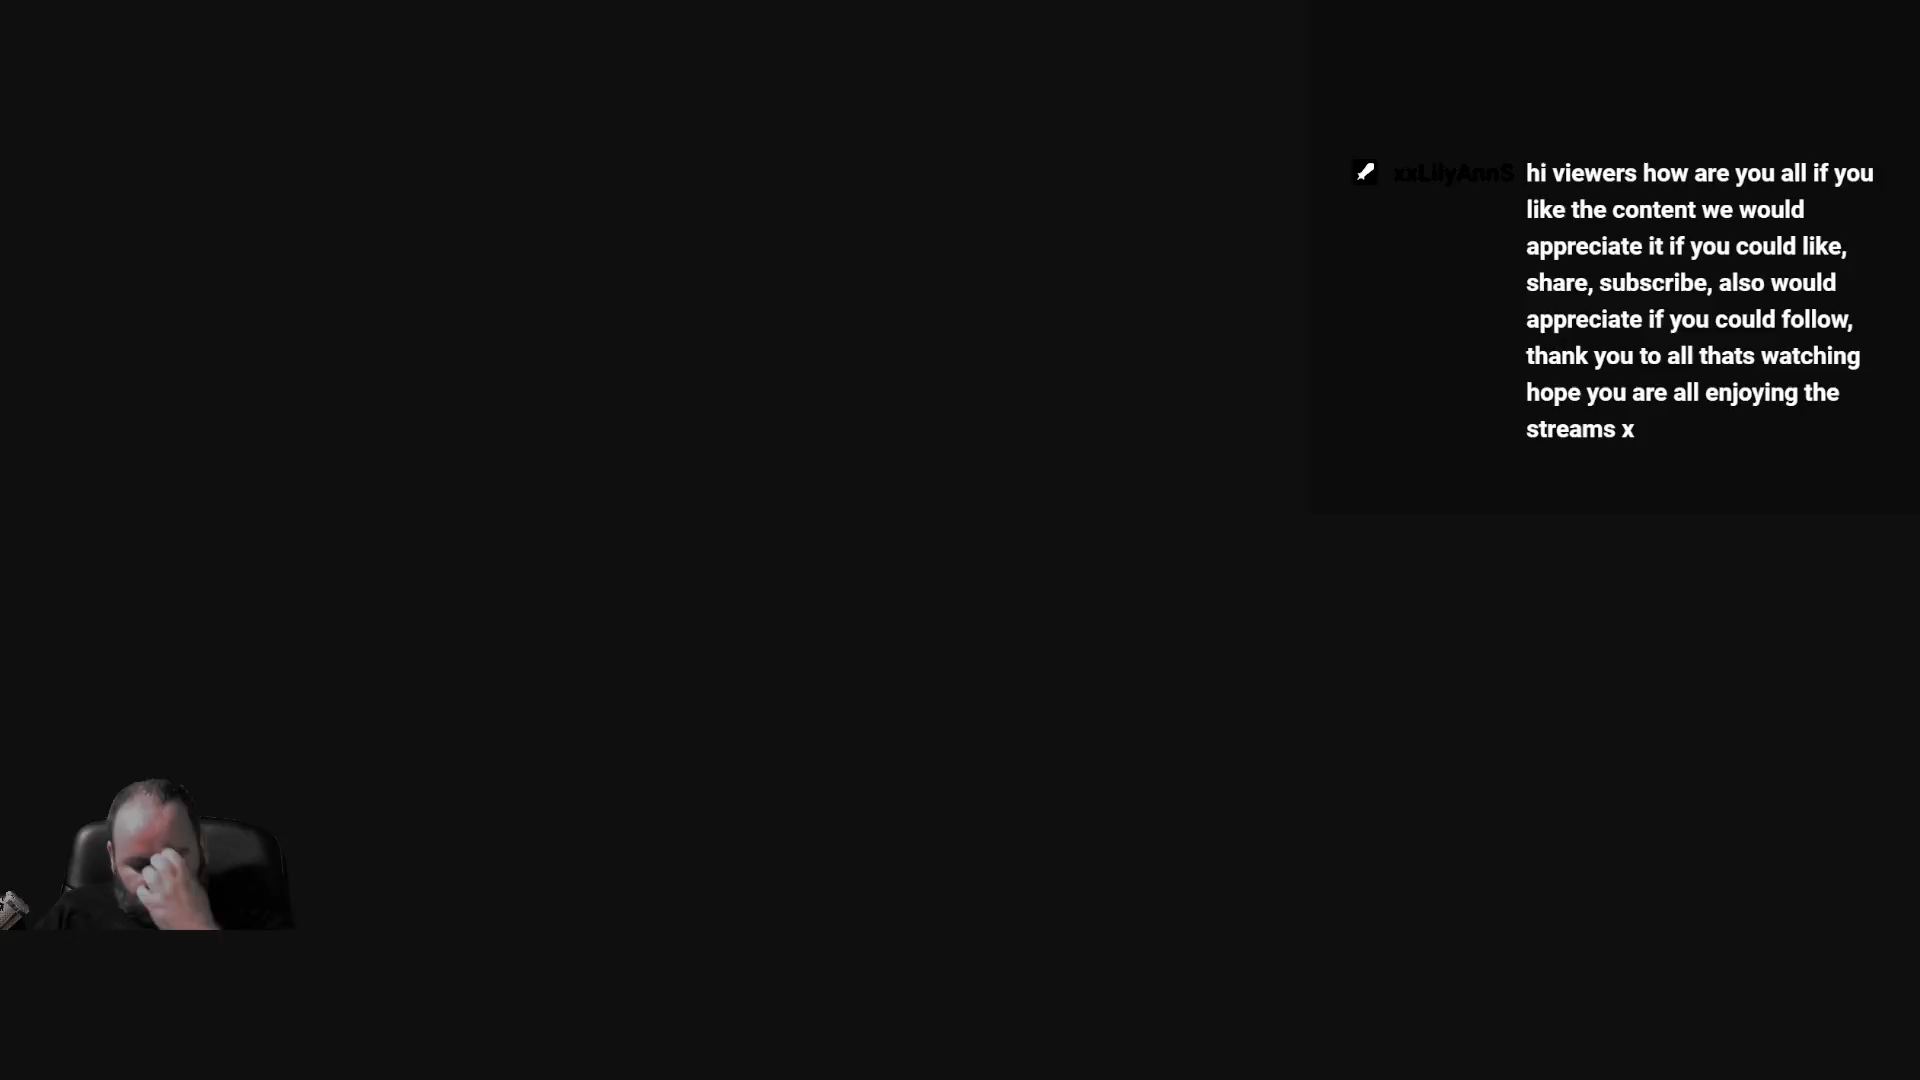 xxLilyAnnS hi viewers how are you all if you
like the content we would
appreciate it if you could like,
share, subscribe, also would
appreciate if you could follow,
thank you to all thats watching
hope you are all enjoying the
streams x